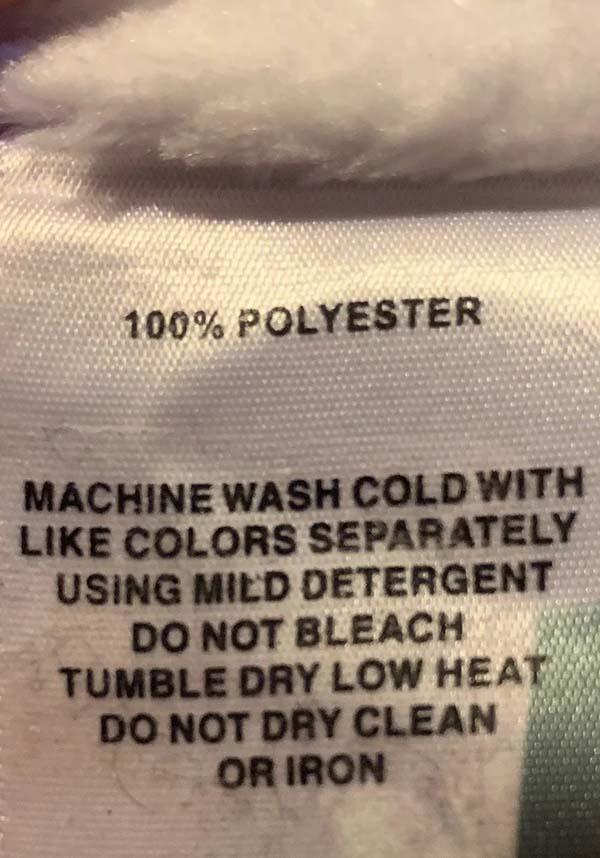 100% POLYESTER
MACHINE WASH COLD WITH
LIKE COLORS SEPARATELY
USING MILD DETERGENT
DO NOT BLEACH
TUMBLE DRY LOW HEAT
DO NOT DRY CLEAN
OR IRON